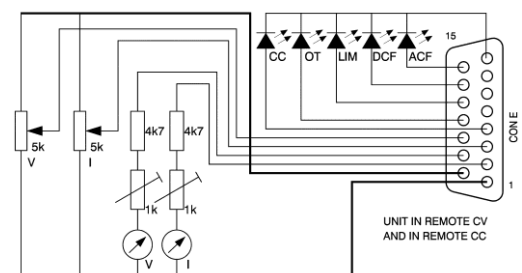 15
CC OT LIM DCF ACF
CON E
4k7 4k7
5k 5k
V I
1k 1k
1
V I
UNIT IN REMOTE CV
AND IN REMOTE CC